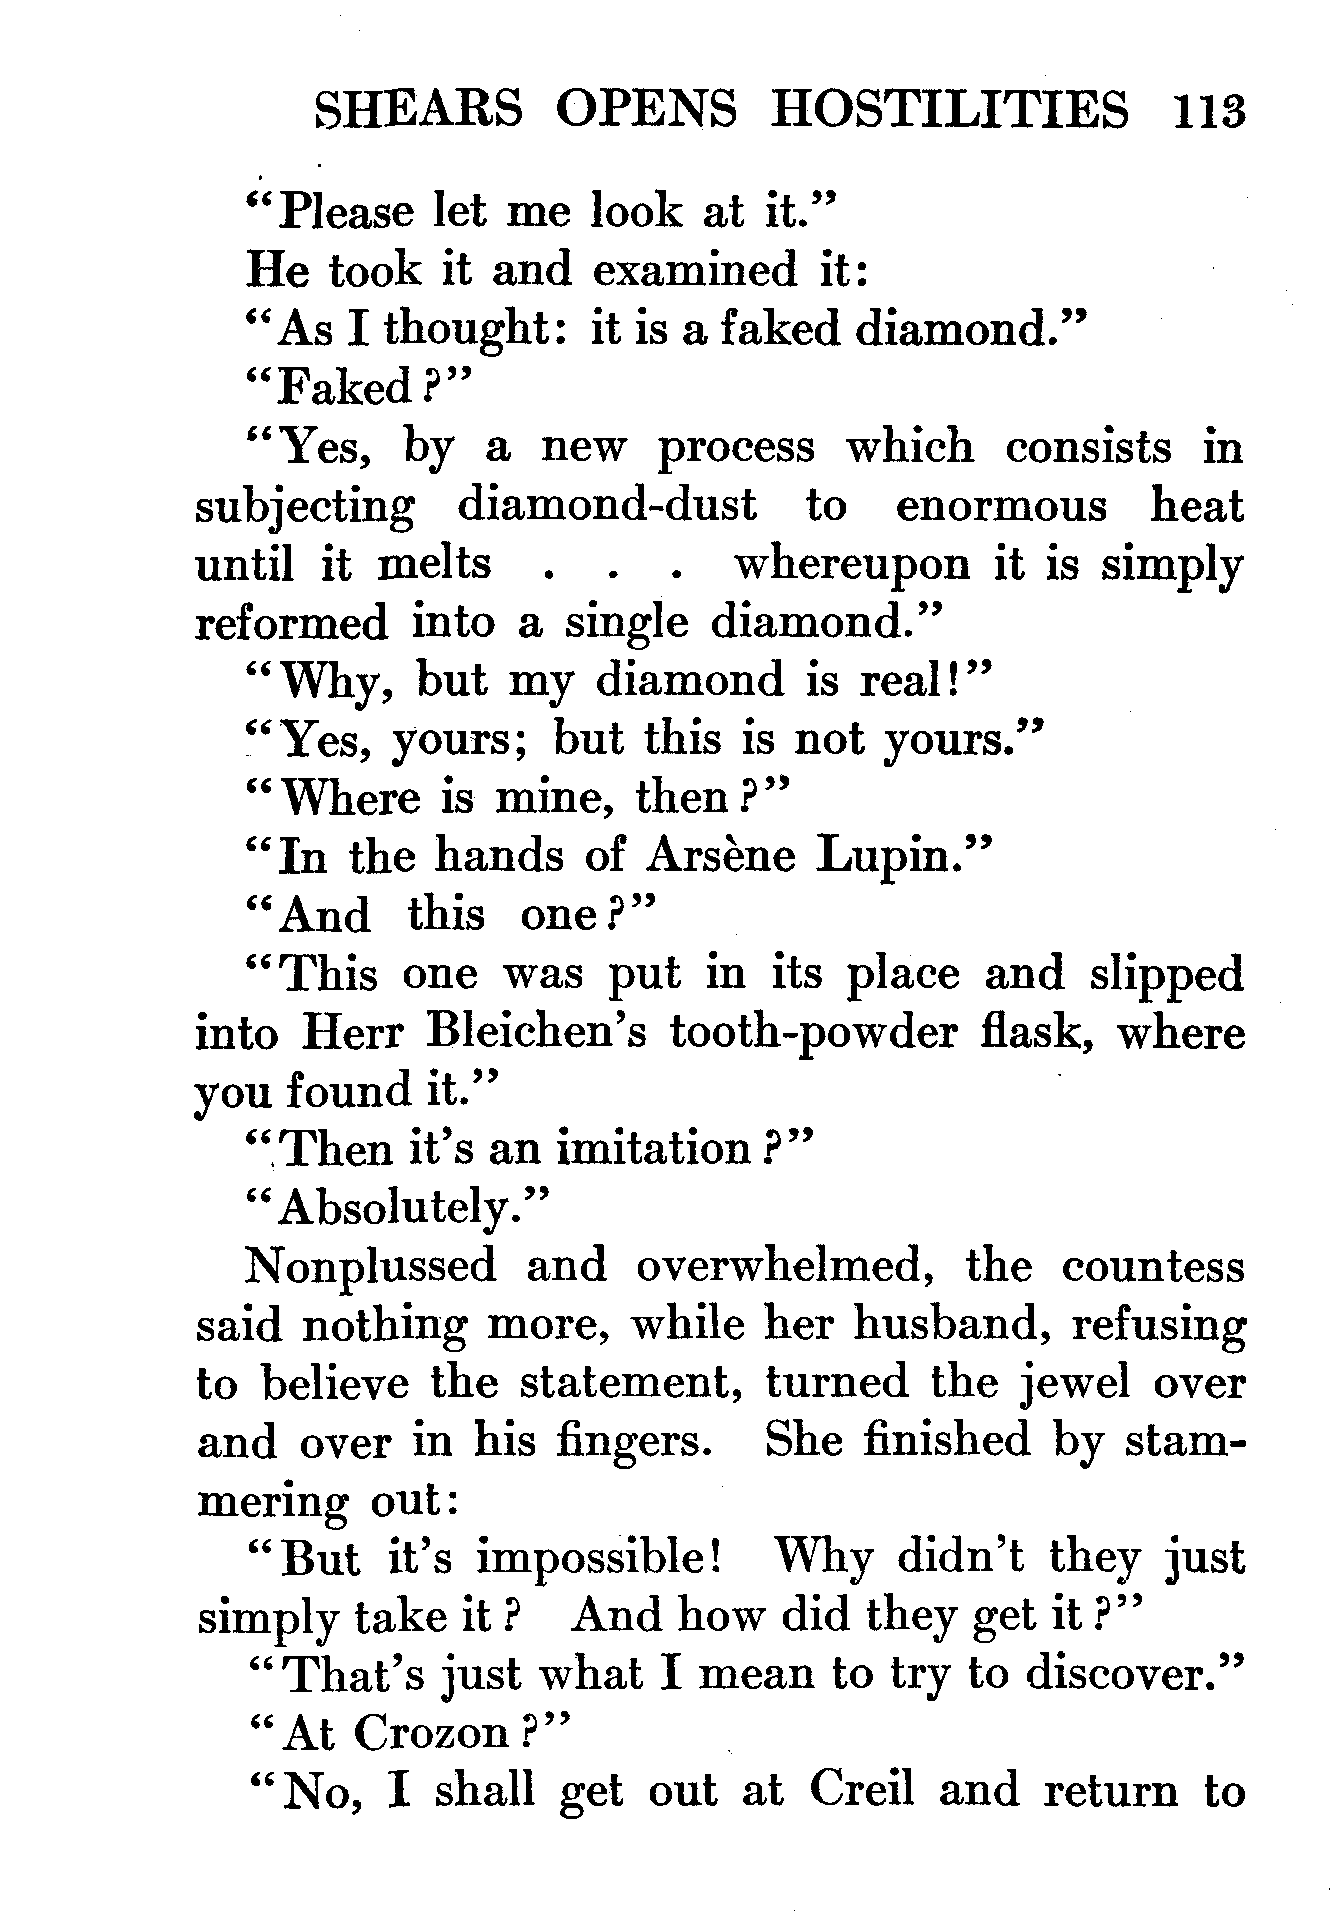 SHEARS OPENS HOSTILITIES 113
“Please let me look at it.”
He took it and examined it:
“As I thought: it is a faked diamond.”
“Faked?”
“Yes, by a new process which consists in
subjecting diamond-dust to enormous heat
until it melts . . . whereupon it is simply
reformed into a single diamond.”
“Why, but my diamond is real!”
“Yes, yours; but this is not yours.”
“Where is mine, then?”
“In the hands of Arsène Lupin.”
“And this one?”
“This one was put in its place and slipped
into Herr Bleichen’s tooth-powder flask, where
you found it.”
“Then it’s an imitation?”
“Absolutely.”
Nonplussed and overwhelmed, the countess
said nothing more, while her husband, refusing
to believe the statement, turned the jewel over
and over in his fingers. She finished by stam-
mering out:
“But it’s impossible! Why didn’t they just
simply take it? And how did they get it?”
“That’s just what I mean to try to discover.”
“At Crozon?”
“No, I shall get out at Creil and return to